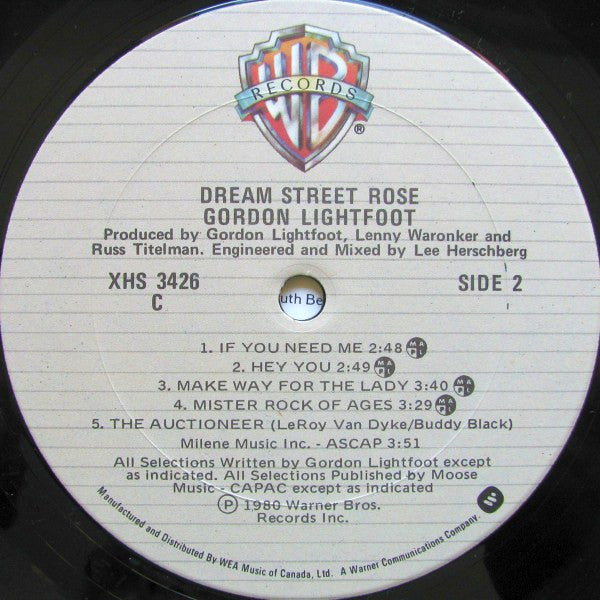 WB
RECORDS
®
DREAM STREET ROSE
GORDON LIGHTFOOT
Produced by Gordon Lightfoot, Lenny Waronker and
Russ Titelman. Engineered and Mixed by Lee Herschberg
XHS 3426
C
SIDE 2
uth Be
1. IF YOU NEED ME 2:48 MAPL
2. HEY YOU 2:49 MAPL
3. MAKE WAY FOR THE LADY 3:40 MAPL
4. MISTER ROCK OF AGES 3:29 MAPL
5. THE AUCTIONEER (LeRoy Van Dyke/Buddy Black)
Milene Music Inc. - ASCAP 3:51
All Selections Written by Gordon Lightfoot except
as indicated. All Selections Published by Moose
Music - CAPAC except as indicated
Ⓟ 1980 Warner Bros.
Records Inc.
Manufactured and Distributed By WEA Music of Canada, Ltd. A Warner Communications Company.